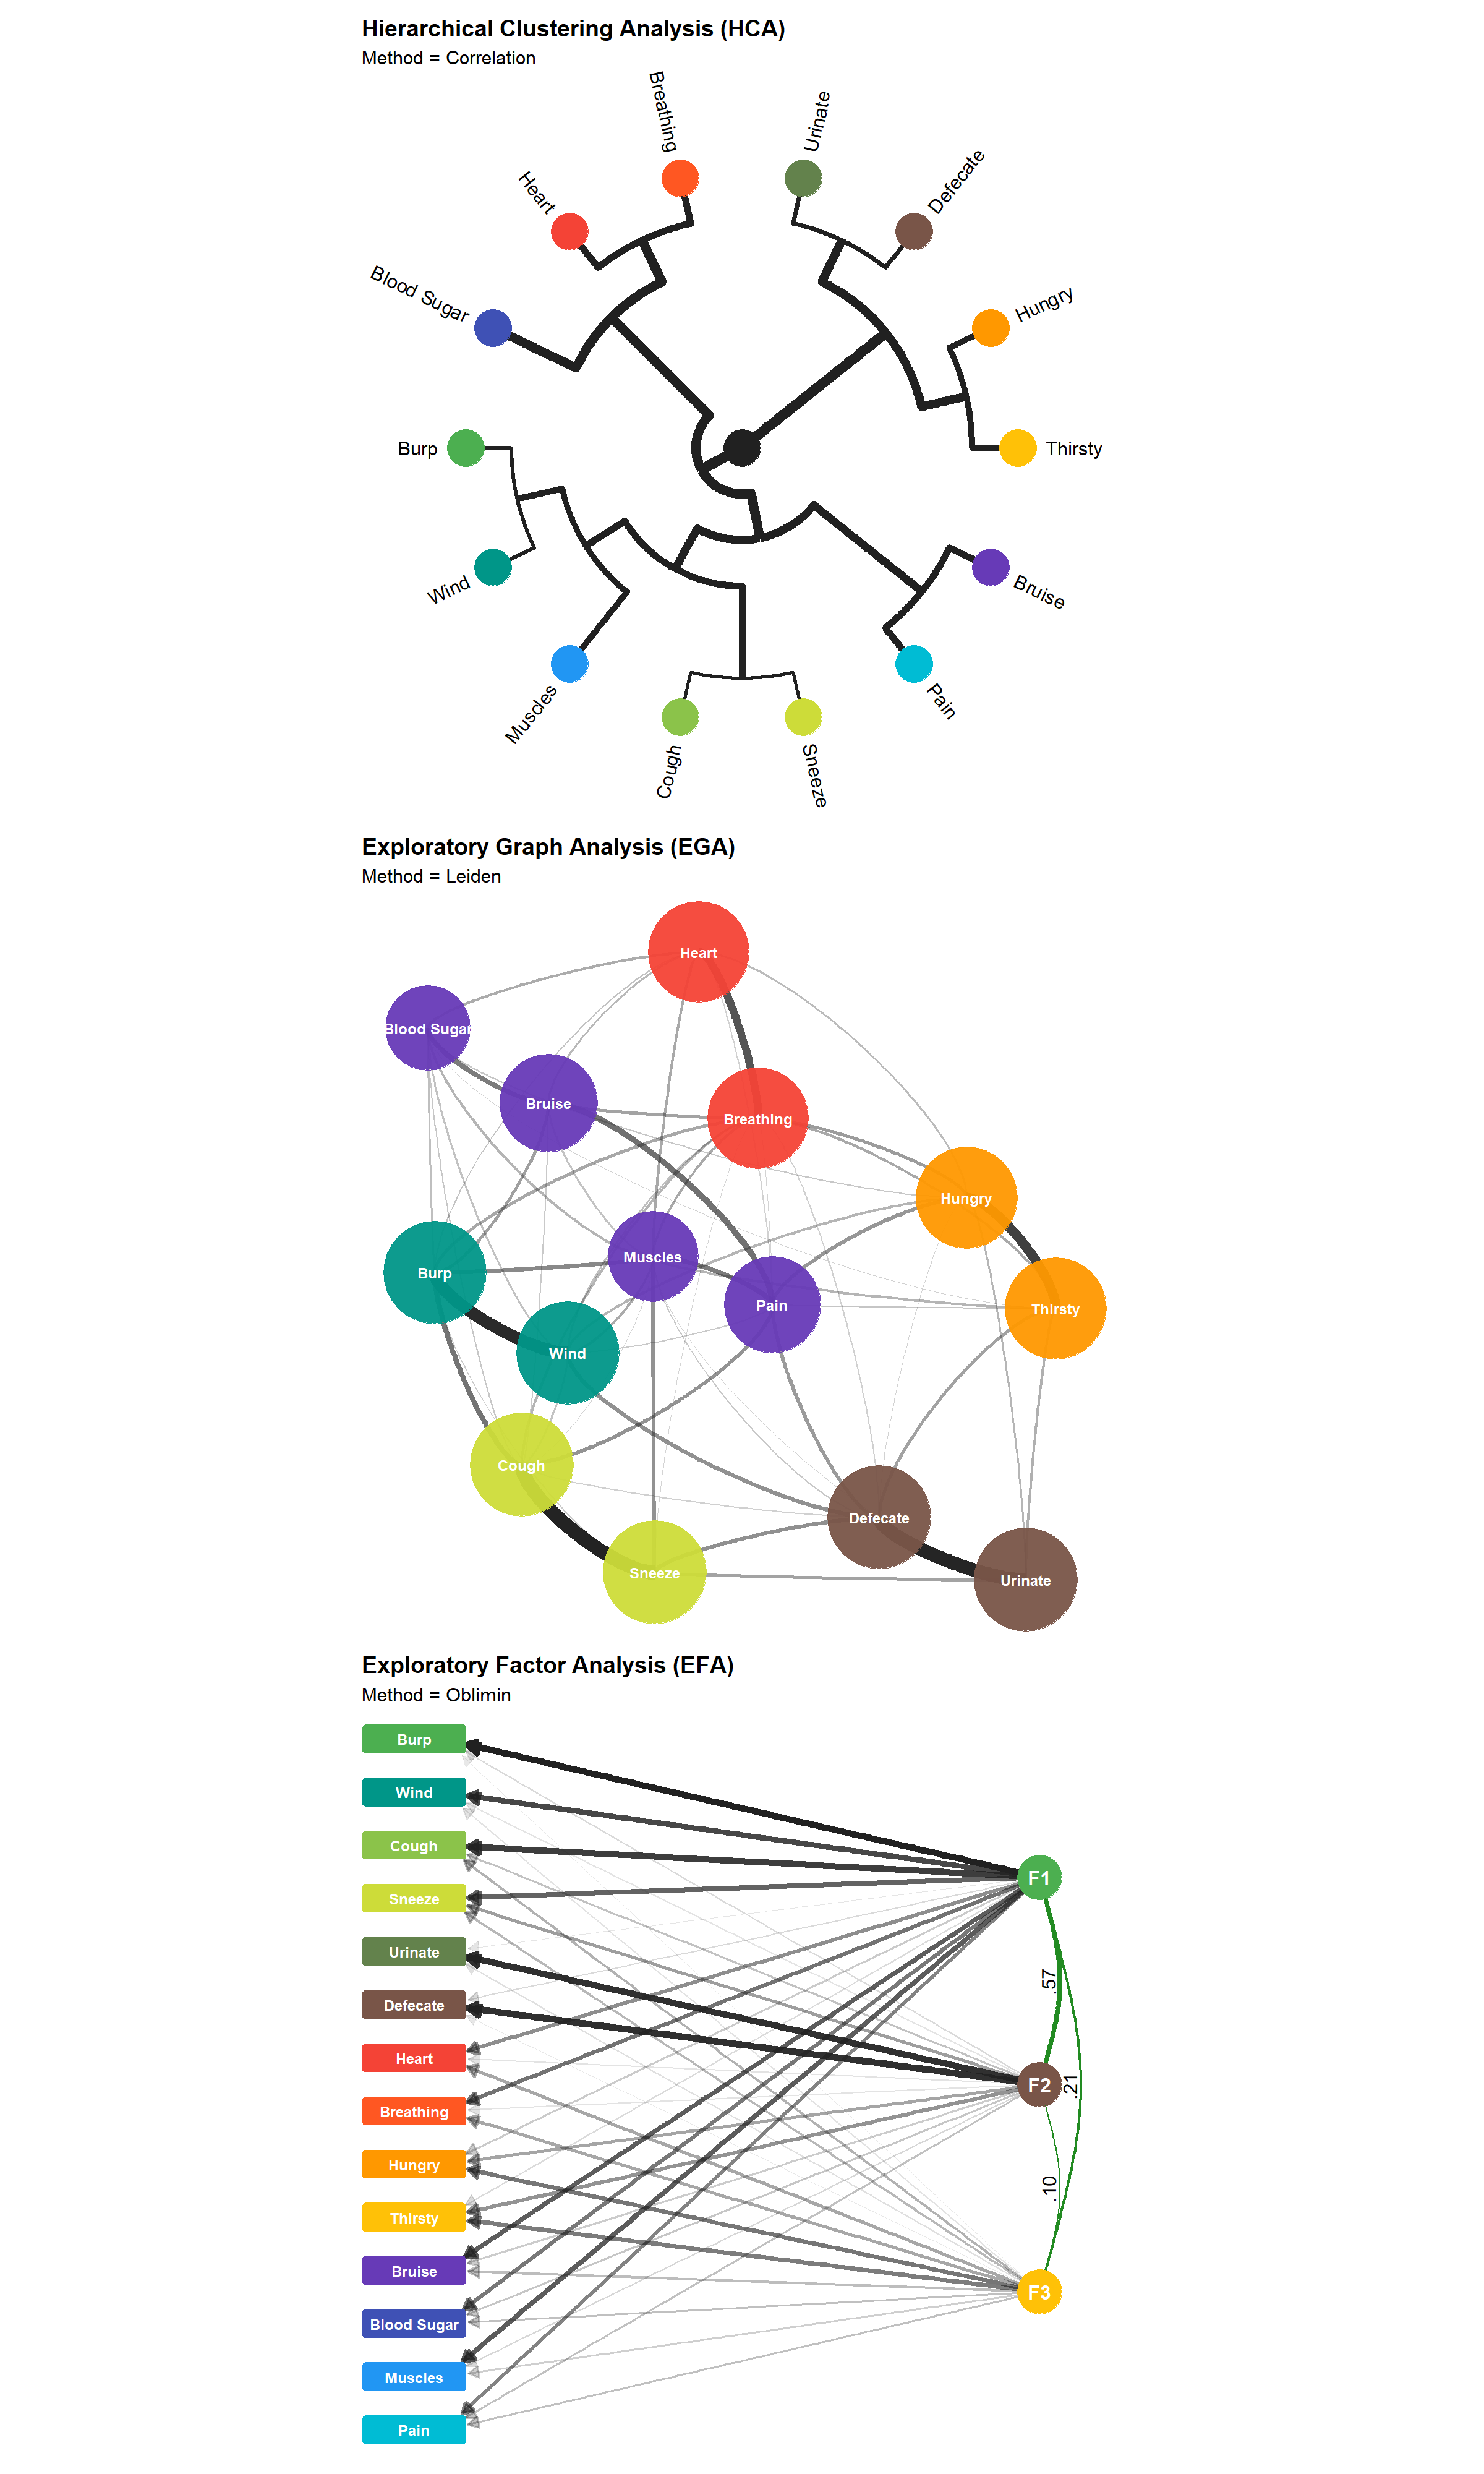 Hierarchical Clustering Analysis (HCA)
Method = Correlation
Breathing
Urinate
Heart
Defecate
Blood Sugar
Hungry
Burp
Thirsty
Wind
Bruise
Muscles
Pain
Cough
Sneeze
Exploratory Graph Analysis (EGA)
Method = Leiden
Heart
Blood Sugar
Bruise
Breathing
Hungry
Muscles
Burp
Pain
Thirsty
Wind
Cough
Defecate
Sneeze
Urinate
Exploratory Factor Analysis (EFA)
Method = Oblimin
Burp
Wind
Cough
Sneeze
Urinate
Defecate
Heart
Breathing
Hungry
Thirsty
Bruise
Blood Sugar
Muscles
Pain
F1
.57
F2
.21
.10
F3